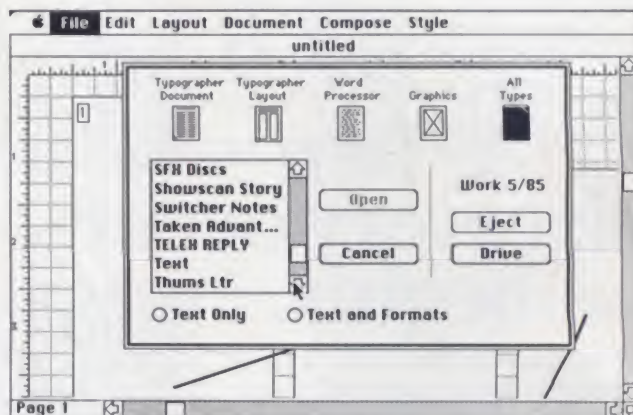 File Edit Layout Document Compose Style
untitled
Typographer Document
Typographer Layout
Word Processor
Graphics
All Types
1
SFX Discs
Showscan Story
Switcher Notes
Taken Advant...
TELEX REPLY
Text
Thums Ltr
Open
Cancel
Work 5/85
Eject
Drive
Text Only
Text and Formats
Page 1